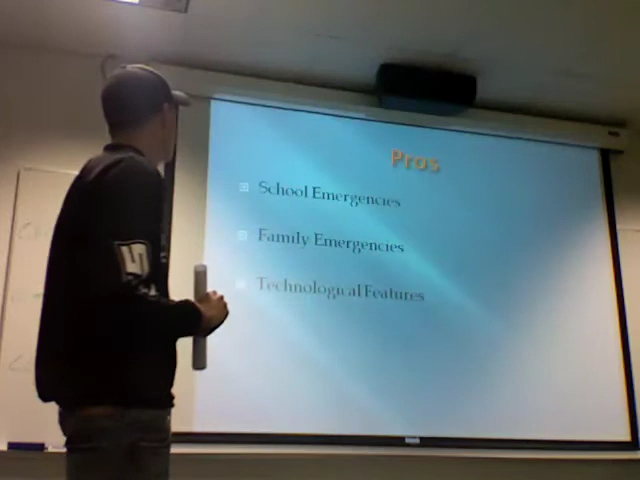 Pros
School Emergencies
Family Emergencies
Technological Features